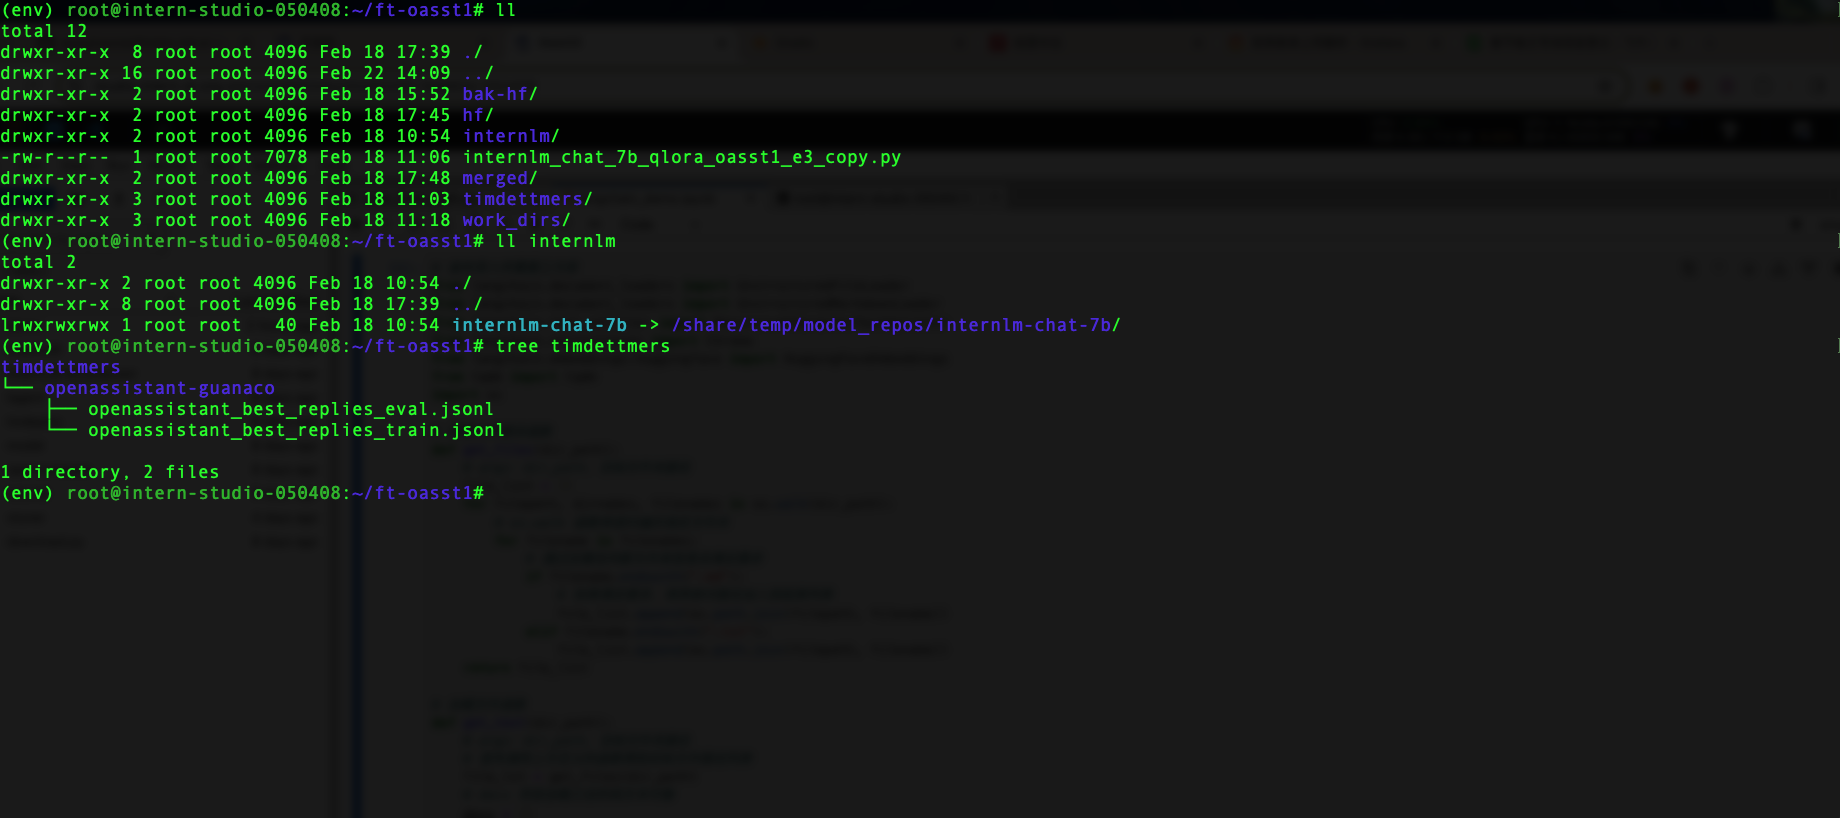 (env) root@intern-studio-050408:~/ft-oasst1# ll
total 12
drwxr-xr-x  8 root root 4096 Feb 18 17:39 ./
drwxr-xr-x 16 root root 4096 Feb 22 14:09 ../
drwxr-xr-x  2 root root 4096 Feb 18 15:52 bak-hf/
drwxr-xr-x  2 root root 4096 Feb 18 17:45 hf/
drwxr-xr-x  2 root root 4096 Feb 18 10:54 internlm/
-rw-r--r--  1 root root 7078 Feb 18 11:06 internlm_chat_7b_qlora_oasst1_e3_copy.py
drwxr-xr-x  2 root root 4096 Feb 18 17:48 merged/
drwxr-xr-x  3 root root 4096 Feb 18 11:03 timdettmers/
drwxr-xr-x  3 root root 4096 Feb 18 11:18 work_dirs/
(env) root@intern-studio-050408:~/ft-oasst1# ll internlm
total 2
drwxr-xr-x 2 root root 4096 Feb 18 10:54 ./
drwxr-xr-x 8 root root 4096 Feb 18 17:39 ../
lrwxrwxrwx 1 root root   40 Feb 18 10:54 internlm-chat-7b -> /share/temp/model_repos/internlm-chat-7b/
(env) root@intern-studio-050408:~/ft-oasst1# tree timdettmers
timdettmers
└── openassistant-guanaco
    ├── openassistant_best_replies_eval.jsonl
    └── openassistant_best_replies_train.jsonl

1 directory, 2 files
(env) root@intern-studio-050408:~/ft-oasst1#